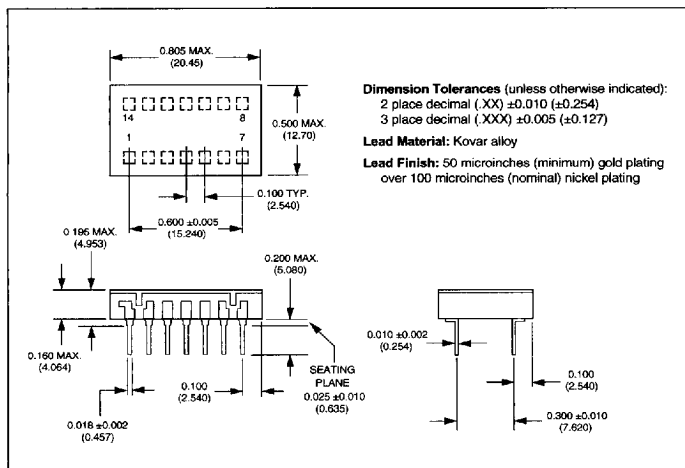 0.805 MAX.
(20.45)
14
8
1
7
0.500 MAX.
(12.70)
0.100 TYP.
(2.540)
0.600 ±0.005
(15.240)
Dimension Tolerances (unless otherwise indicated):
2 place decimal (.XX) ±0.010 (±0.254)
3 place decimal (.XXX) ±0.005 (±0.127)
Lead Material: Kovar alloy
Lead Finish: 50 microinches (minimum) gold plating
over 100 microinches (nominal) nickel plating
0.195 MAX.
(4.953)
0.200 MAX.
(5.080)
0.160 MAX.
(4.064)
0.018 ±0.002
(0.457)
0.100
(2.540)
SEATING
PLANE
0.025 ±0.010
(0.635)
0.010 ±0.002
(0.254)
0.100
(2.540)
0.300 ±0.010
(7.620)